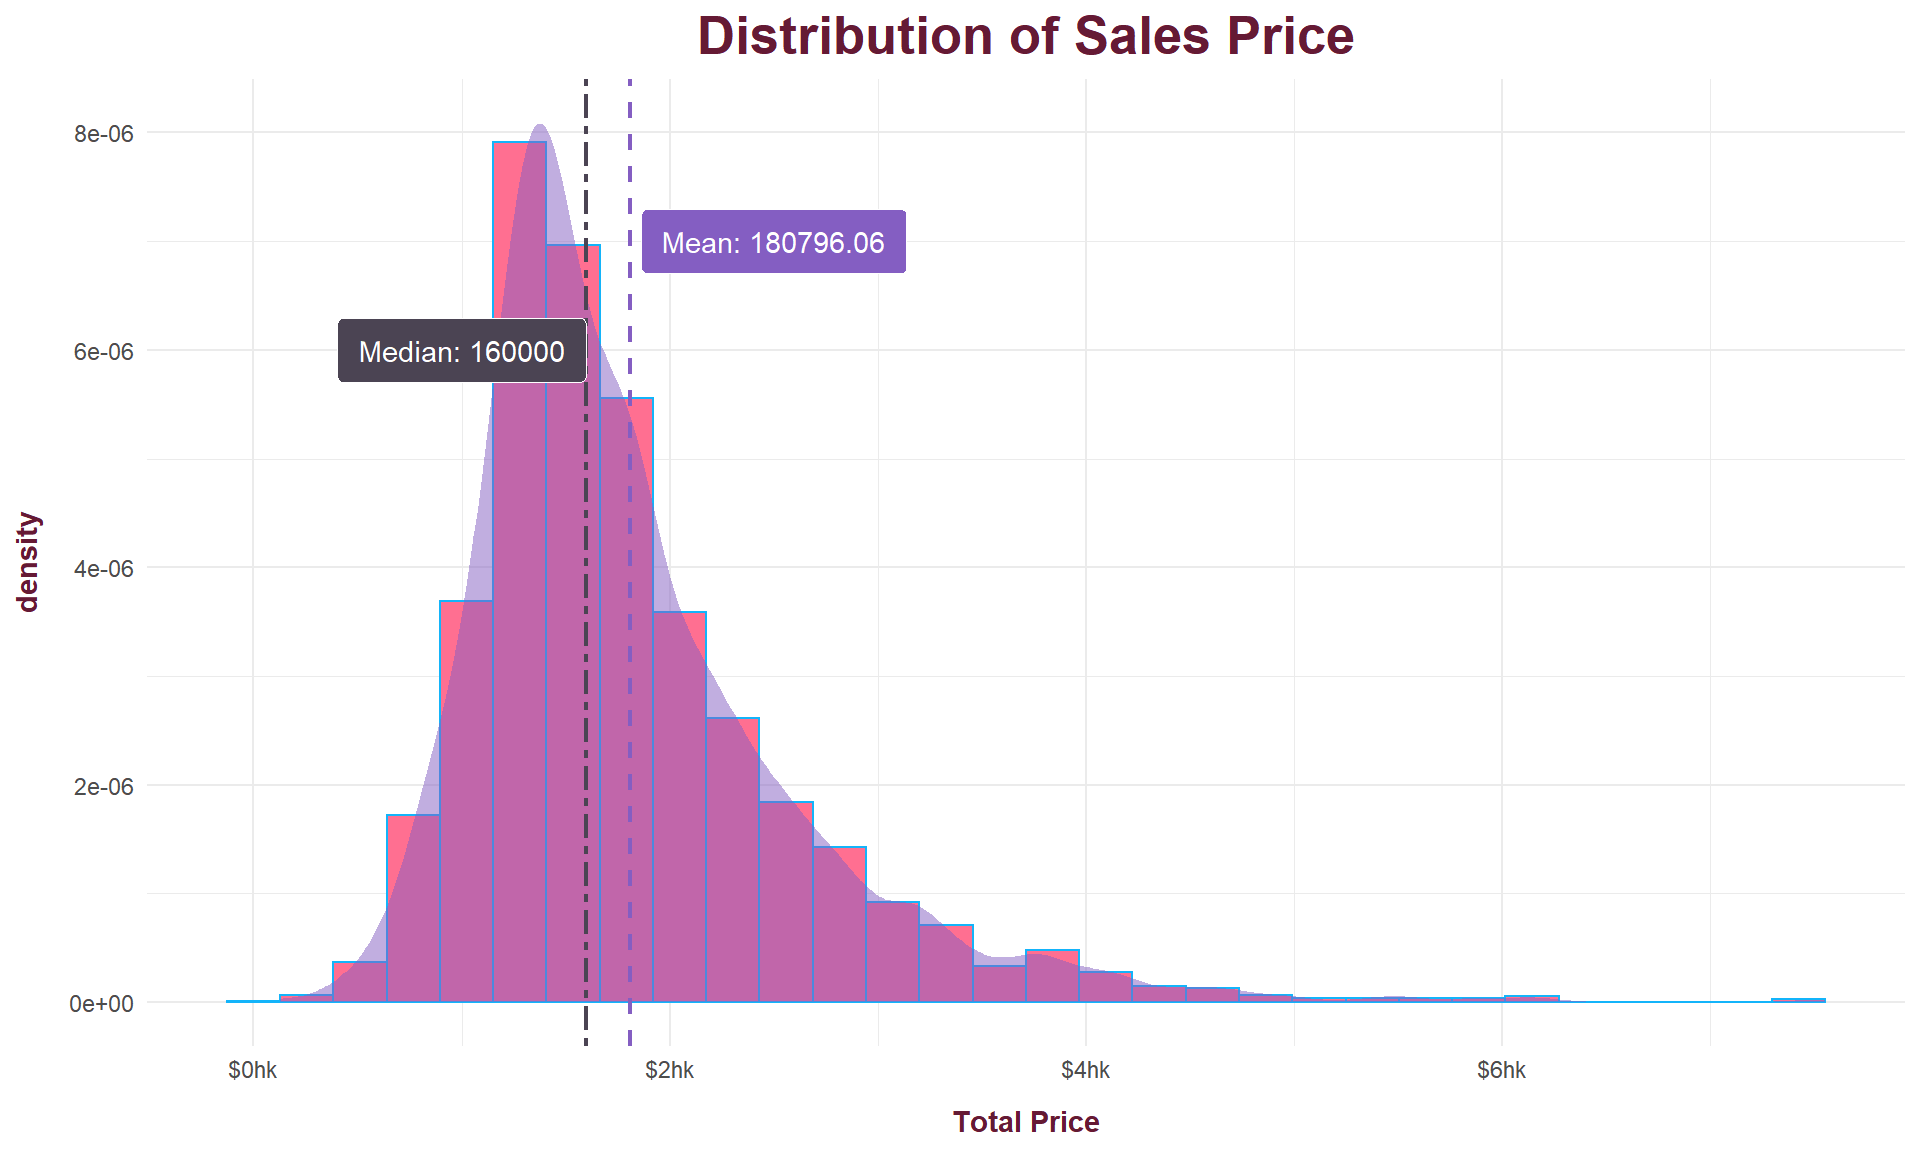 Distribution of Sales Price
8e-06
Mean: 180796.06
Median: 160000
6e-06
density
4e-06
2e-06
0e+00
$0hk
$2hk
$4hk
$6hk
Total Price